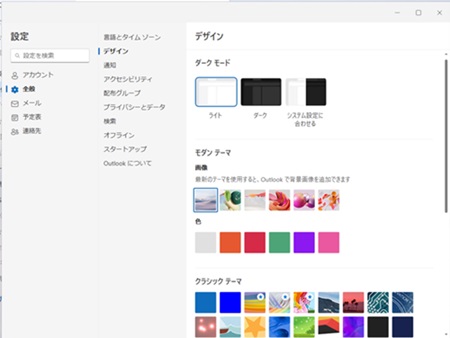 設定
設定を検索
アカウント
全般
メール
予定表
連絡先
言語とタイム ゾーン
デザイン
通知
アクセシビリティ
配布グループ
プライバシーとデータ
検索
オフライン
スタートアップ
Outlook について
デザイン
ダーク モード
ライト
ダーク
システム設定に
合わせる
モダン テーマ
画像
最新のテーマを使用すると、Outlook で背景画像を追加できます
色
クラシック テーマ